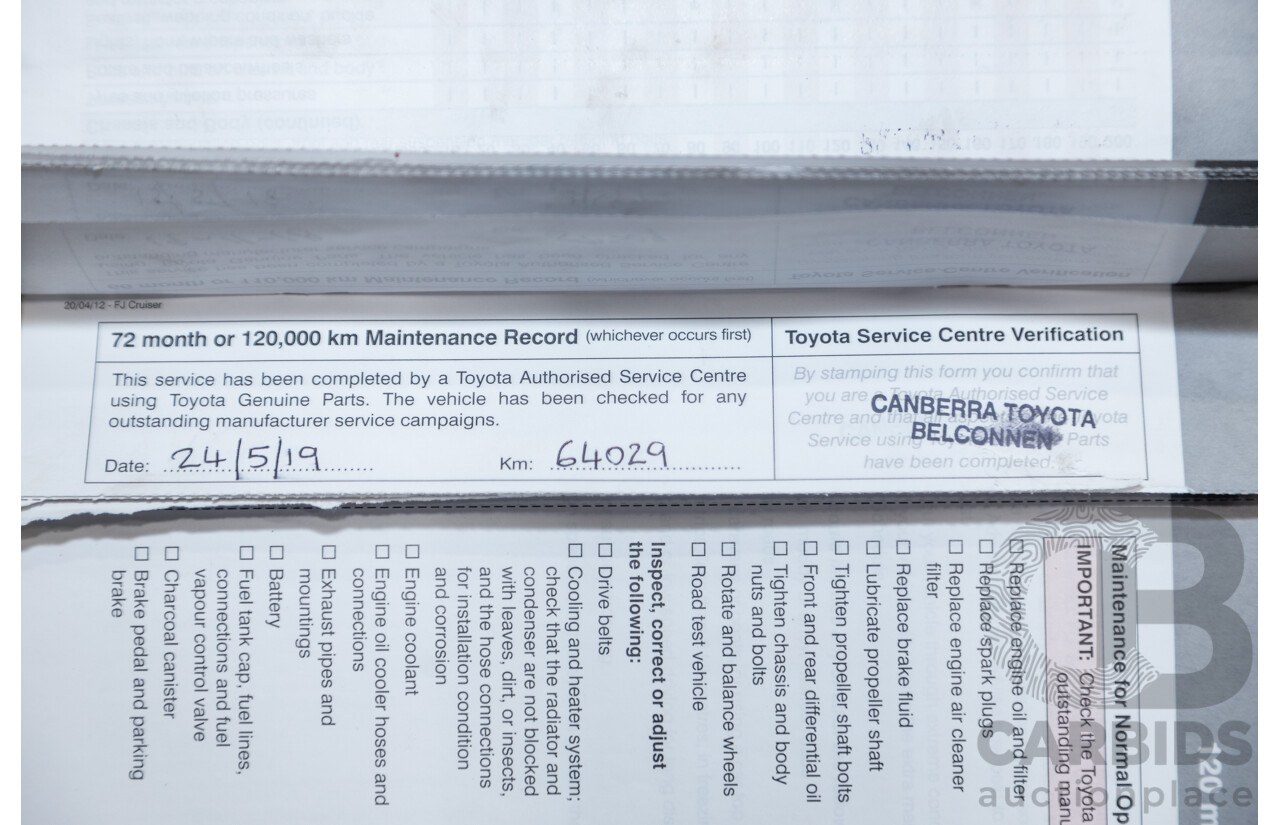 20/04/12 - FJ Cruiser
72 month or 120,000 km Maintenance Record (whichever occurs first)
This service has been completed by a Toyota Authorised Service Centre
using Toyota Genuine Parts. The vehicle has been checked for any
outstanding manufacturer service campaigns.
Date: 24/5/19 Km: 64029
Toyota Service Centre Verification
By stamping this form you confirm that
you are a Toyota Authorised Service
Centre and that all aspects Toyota
Service using Parts
have been completed.
CANBERRA TOYOTA
BELCONNEN
120 m
Maintenance for Normal Op
IMPORTANT: Check the Toyota
outstanding manu
Replace engine oil and filter
Replace spark plugs
Replace engine air cleaner
filter
Replace brake fluid
Lubricate propeller shaft
Tighten propeller shaft bolts
Front and rear differential oil
Tighten chassis and body
nuts and bolts
Rotate and balance wheels
Road test vehicle
Inspect, correct or adjust
the following:
Drive belts
Cooling and heater system;
check that the radiator and
condenser are not blocked
with leaves, dirt, or insects,
and the hose connections
for installation condition
and corrosion
Engine coolant
Engine oil cooler hoses and
connections
Exhaust pipes and
mountings
Battery
Fuel tank cap, fuel lines,
connections and fuel
vapour control valve
Charcoal canister
Brake pedal and parking
brake
CARBIDS
auction place